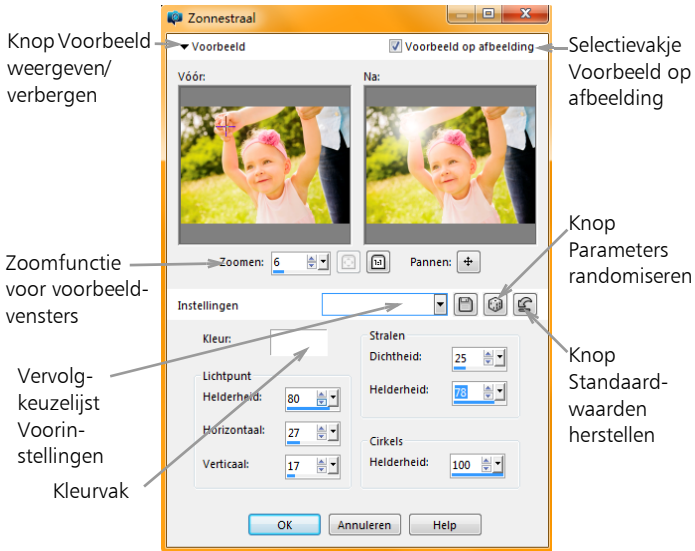 Zonnestraal
Knop Voorbeeld
weergeven/
verbergen
Voorbeeld
Voorbeeld op afbeelding
Selectievakje
Voorbeeld op
afbeelding
Vóór:
Na:
Zoomfunctie
voor voorbeeld-
vensters
Zoomen: 6
1:1
Pannen:
Knop
Parameters
randomiseren
Instellingen
Kleur:
Stralen
Dichtheid: 25
Helderheid: 78
Lichtpunt
Helderheid: 80
Horizontaal: 27
Verticaal: 17
Cirkels
Helderheid: 100
Knop
Standaard-
waarden
herstellen
Vervolg-
keuzelijst
Voorin-
stellingen
Kleurvak
OK
Annuleren
Help